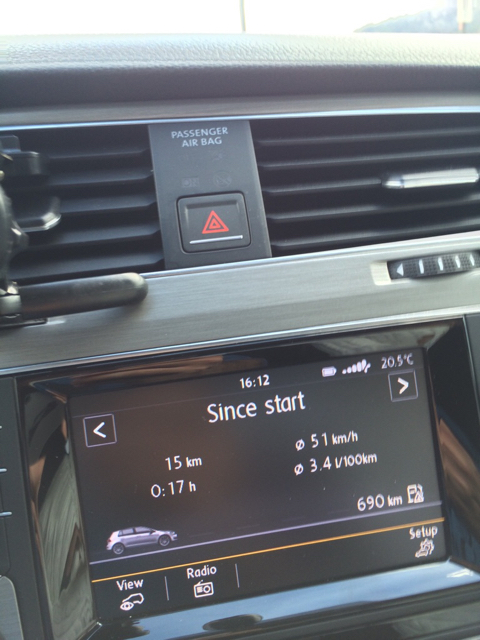 PASSENGER
AIR BAG
16:12
20.5°C
Since start
15 km
ø 51 km/h
0:17 h
ø 3.4 l/100km
690 km
Setup
View
Radio